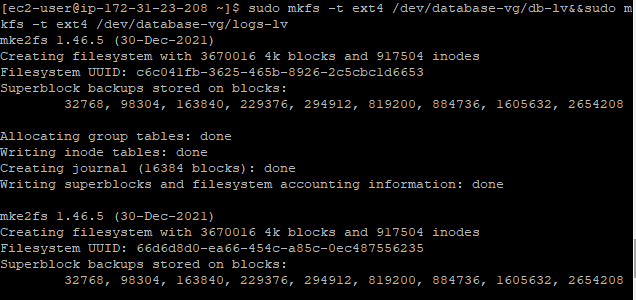 [ec2-user@ip-172-31-23-208 ~]$ sudo mkfs -t ext4 /dev/database-vg/db-lv&&sudo m
kfs -t ext4 /dev/database-vg/logs-lv
mke2fs 1.46.5 (30-Dec-2021)
Creating filesystem with 3670016 4k blocks and 917504 inodes
Filesystem UUID: c6c041fb-3625-465b-8926-2c5cbc1d6653
Superblock backups stored on blocks:
        32768, 98304, 163840, 229376, 294912, 819200, 884736, 1605632, 2654208

Allocating group tables: done
Writing inode tables: done
Creating journal (16384 blocks): done
Writing superblocks and filesystem accounting information: done

mke2fs 1.46.5 (30-Dec-2021)
Creating filesystem with 3670016 4k blocks and 917504 inodes
Filesystem UUID: 66d6d8d0-ea66-454c-a85c-0ec487556235
Superblock backups stored on blocks:
        32768, 98304, 163840, 229376, 294912, 819200, 884736, 1605632, 2654208